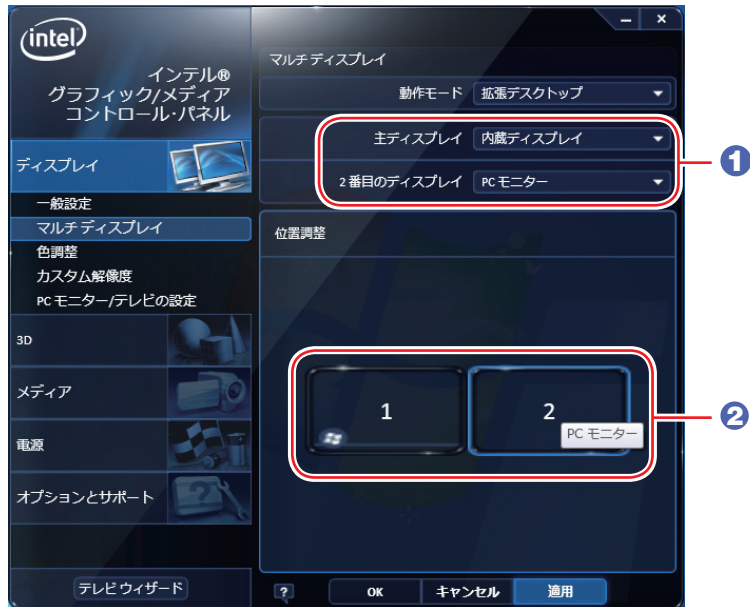 intel
インテル®
グラフィック/メディア
コントロール・パネル
ディスプレイ
一般設定
マルチディスプレイ
色調整
カスタム解像度
PC モニター/テレビの設定
3D
メディア
電源
オプションとサポート
テレビ ウィザード
マルチ ディスプレイ
動作モード 拡張デスクトップ
主ディスプレイ 内蔵ディスプレイ
2 番目のディスプレイ PC モニター
1
位置調整
1 2
PC モニター
2
? OK キャンセル 適用